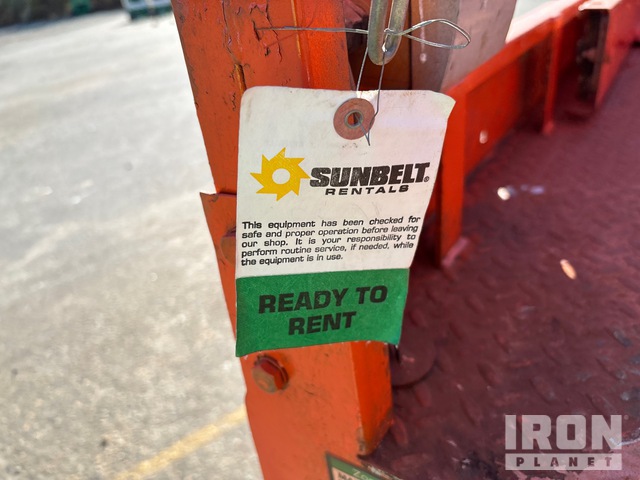 SUNBELT®
RENTALS
This equipment has been checked for
safe and proper operation before leaving
our shop. It is your responsibility to
perform routine service, if needed, while
the equipment is in use.
READY TO
RENT
IRON
PLANET